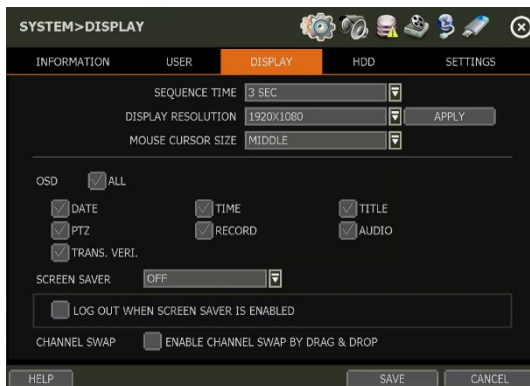 SYSTEM>DISPLAY
INFORMATION USER DISPLAY HDD SETTINGS
SEQUENCE TIME 3 SEC
DISPLAY RESOLUTION 1920X1080 APPLY
MOUSE CURSOR SIZE MIDDLE
OSD ALL
DATE TIME TITLE
PTZ RECORD AUDIO
TRANS. VERI.
SCREEN SAVER OFF
LOG OUT WHEN SCREEN SAVER IS ENABLED
CHANNEL SWAP ENABLE CHANNEL SWAP BY DRAG & DROP
HELP SAVE CANCEL